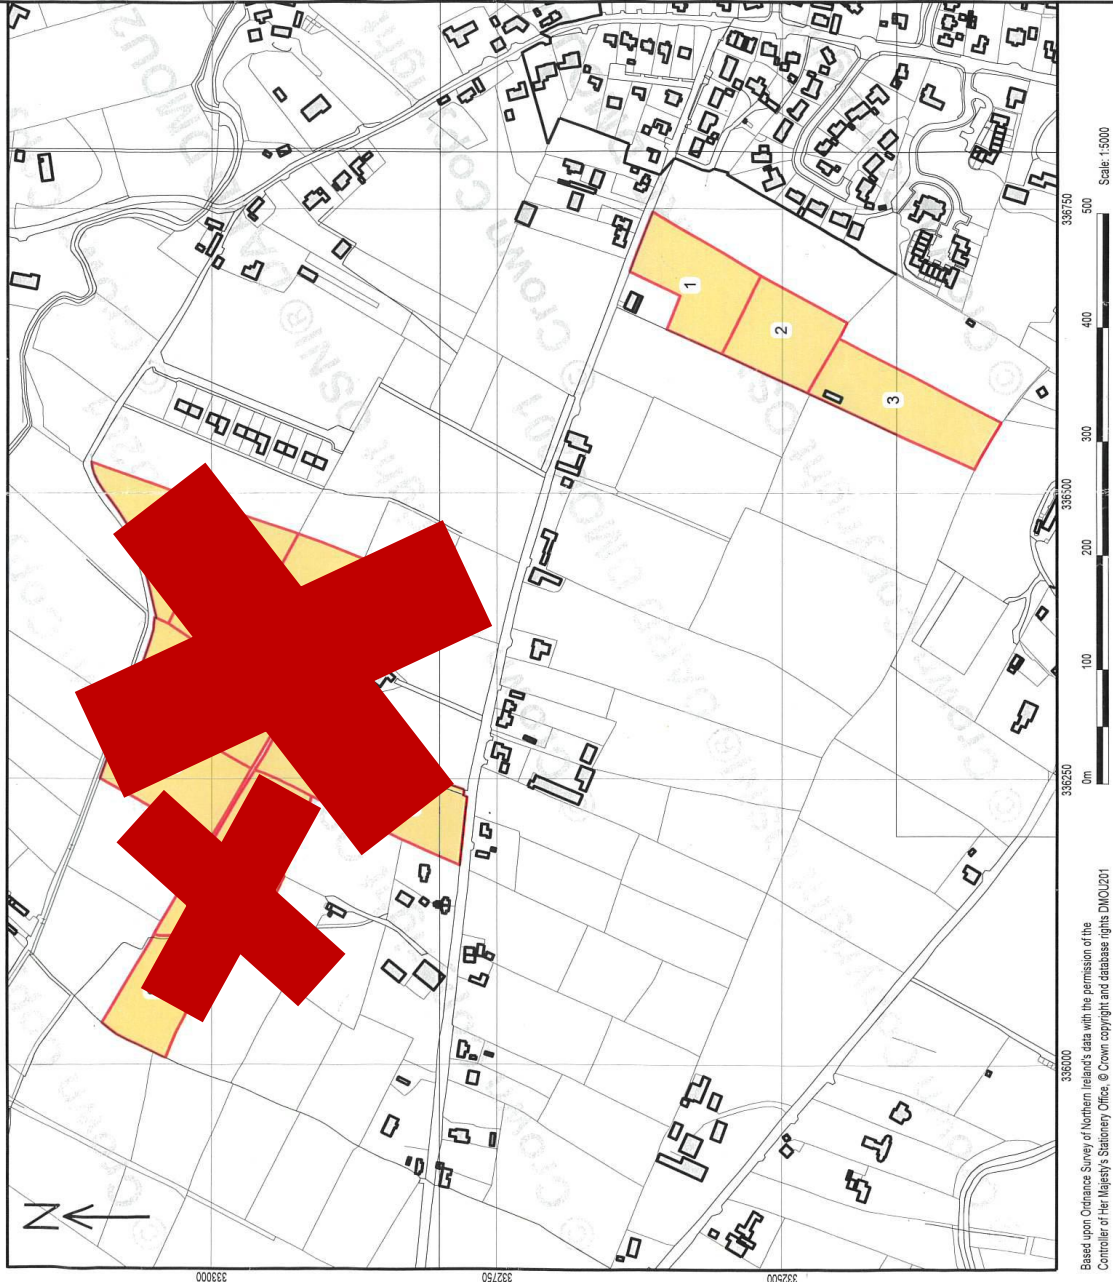 N
333000
332750
332500
336000
336250
336500
336750
1
2
3
0m 100 200 300 400 500
Scale: 1:5000
Based upon Ordnance Survey of Northern Ireland's data with the permission of the
Controller of Her Majesty's Stationery Office, © Crown copyright and database rights DMOU201